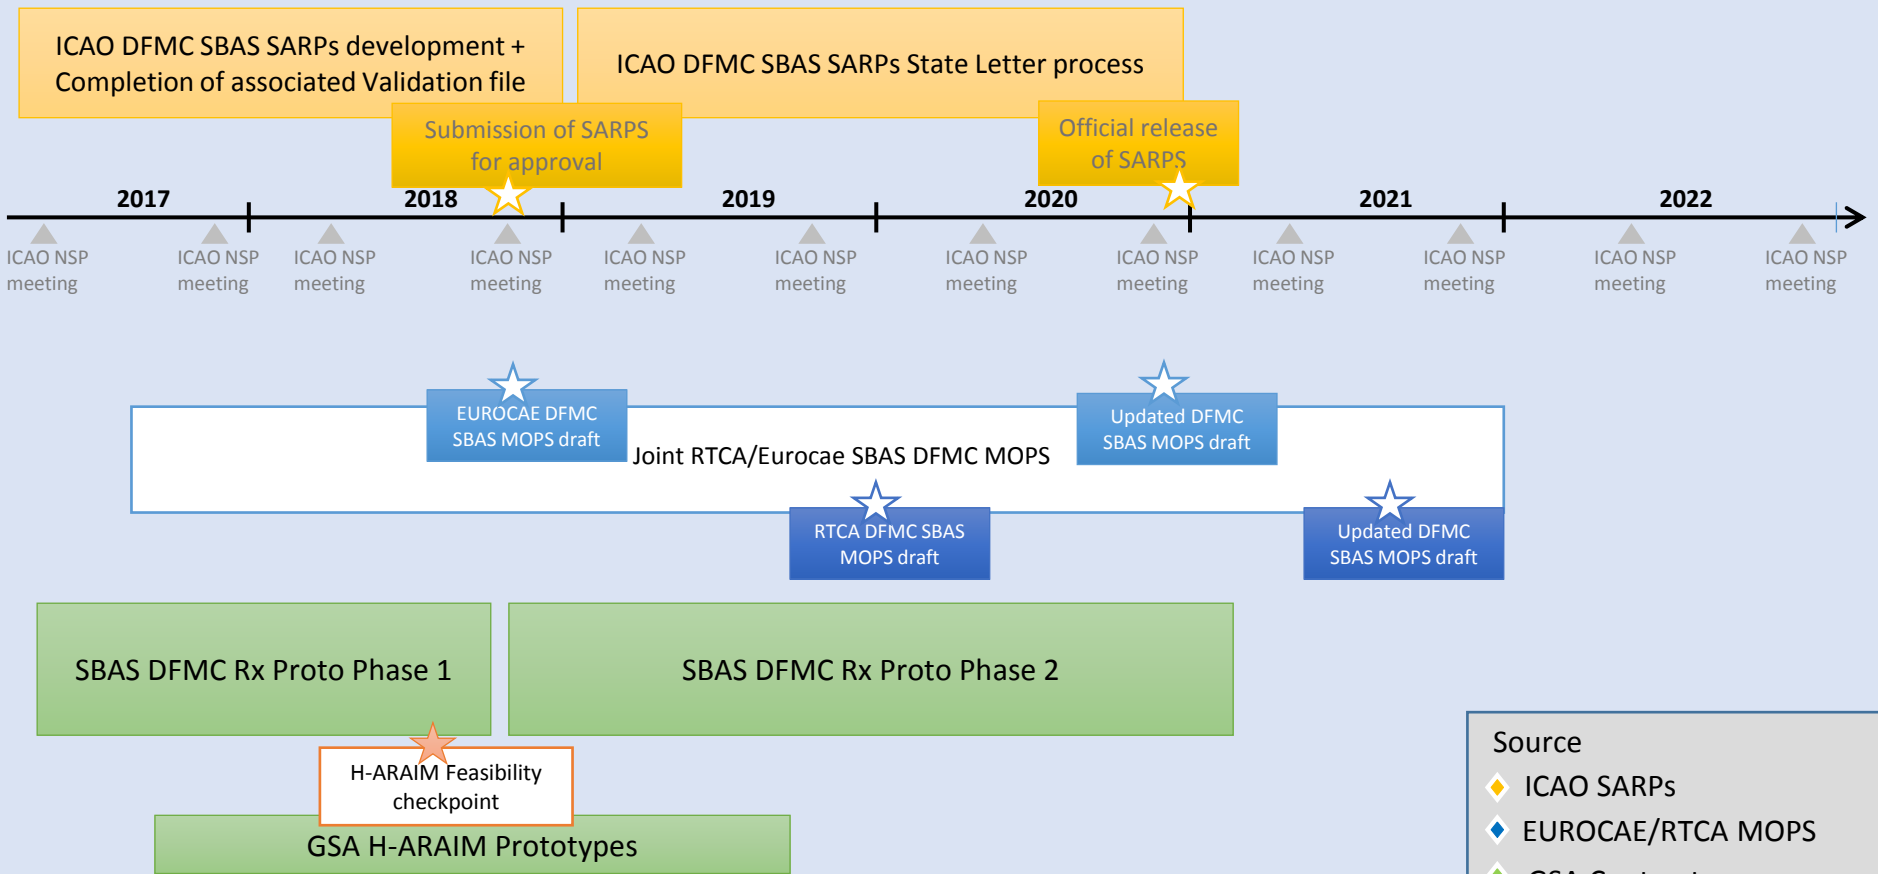 ICAO DFMC SBAS SARPs development +
Completion of associated Validation file
ICAO DFMC SBAS SARPs State Letter process
Submission of SARPS
for approval
Official release
of SARPS
2017
2018
2019
2020
2021
2022
ICAO NSP
meeting
ICAO NSP
meeting
ICAO NSP
meeting
ICAO NSP
meeting
ICAO NSP
meeting
ICAO NSP
meeting
ICAO NSP
meeting
ICAO NSP
meeting
ICAO NSP
meeting
ICAO NSP
meeting
ICAO NSP
meeting
ICAO NSP
meeting
EUROCAE DFMC
SBAS MOPS draft
Updated DFMC
SBAS MOPS draft
Joint RTCA/Eurocae SBAS DFMC MOPS
RTCA DFMC SBAS
MOPS draft
Updated DFMC
SBAS MOPS draft
SBAS DFMC Rx Proto Phase 1
SBAS DFMC Rx Proto Phase 2
H-ARAIM Feasibility
checkpoint
GSA H-ARAIM Prototypes
Source
ICAO SARPs
EUROCAE/RTCA MOPS